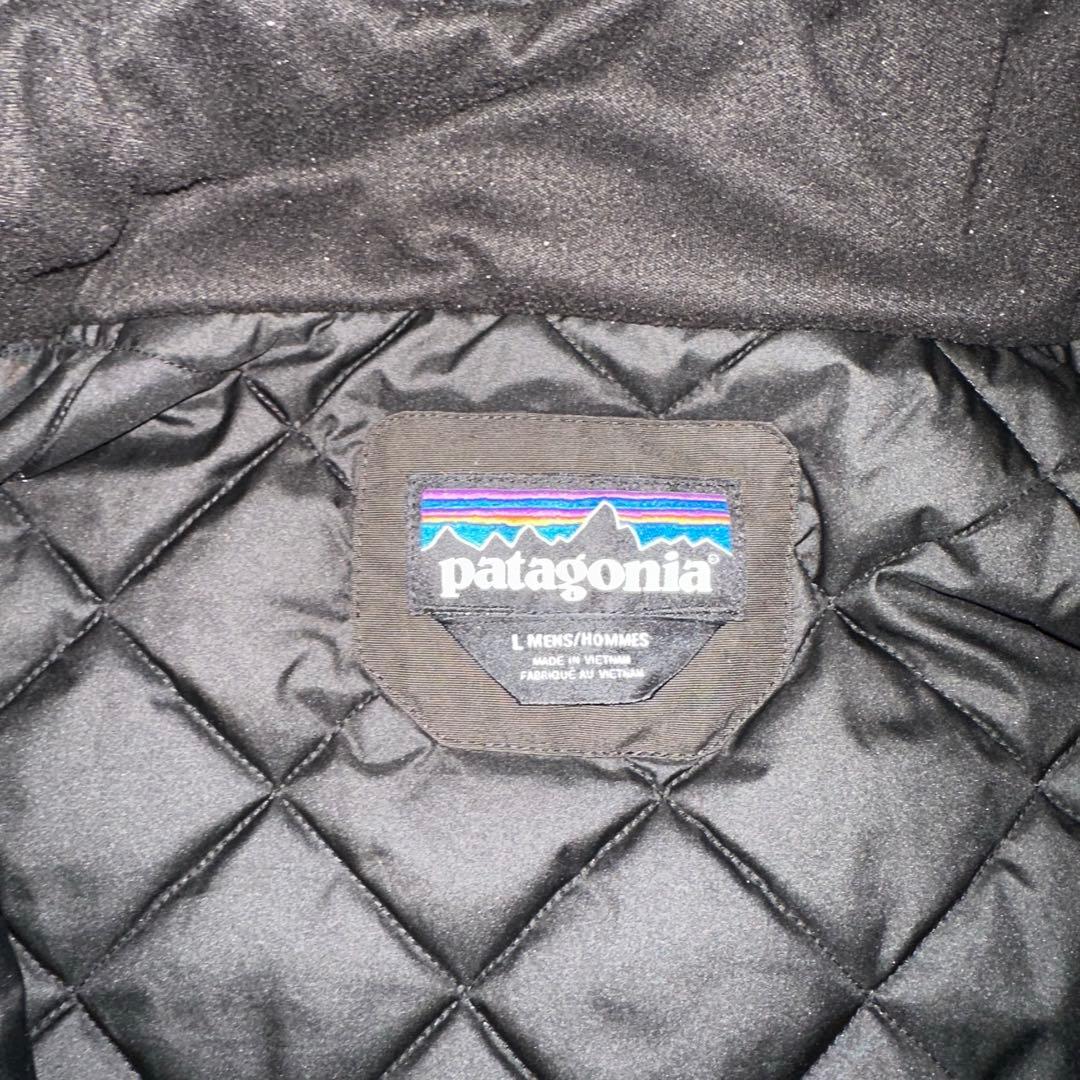 patagonia®
L MENS/HOMMES
MADE IN VIETNAM
FABRIQUÉ AU VIETNAM